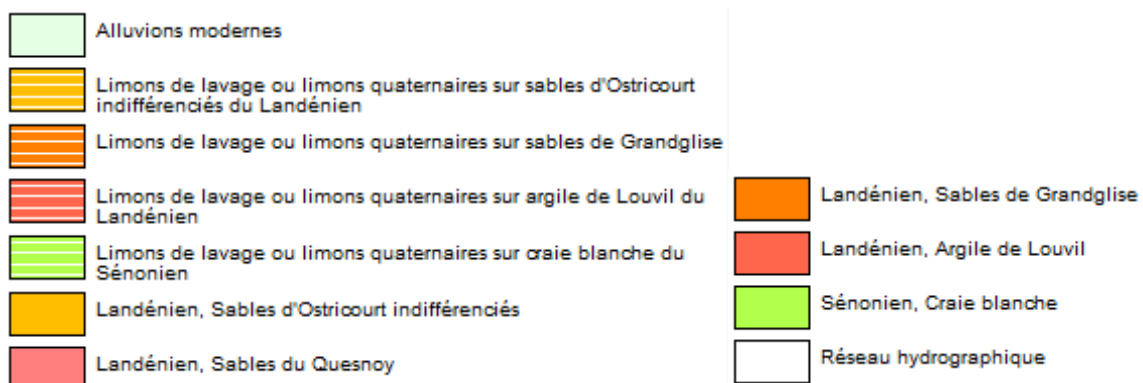 Alluvions modernes
Limons de lavage ou limons quaternaires sur sables d'Ostricourt
indifférenciés du Landénien
Limons de lavage ou limons quaternaires sur sables de Grandglise
Limons de lavage ou limons quaternaires sur argile de Louvil du
Landénien
Limons de lavage ou limons quaternaires sur craie blanche du
Sénonien
Landénien, Sables d'Ostricourt indifférenciés
Landénien, Sables du Quesnoy
Landénien, Sables de Grandglise
Landénien, Argile de Louvil
Sénonien, Craie blanche
Réseau hydrographique